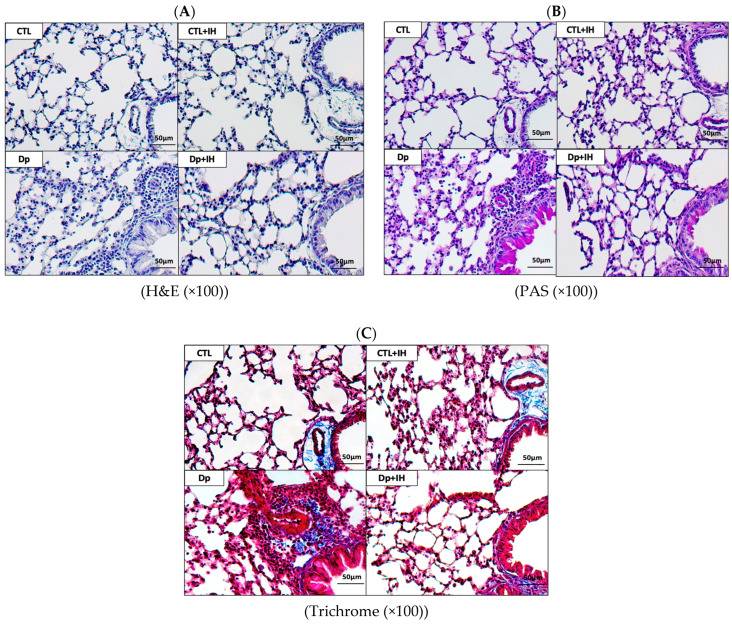 (A)
CTL
CTL+IH
50μm
50μm
Dp
Dp+IH
50μm
50μm
(H&E (×100))
(B)
CTL
CTL+IH
50μm
50μm
Dp
Dp+IH
50μm
50μm
(PAS (×100))
(C)
CTL
CTL+IH
50μm
50μm
Dp
Dp+IH
50μm
50μm
(Trichrome (×100))